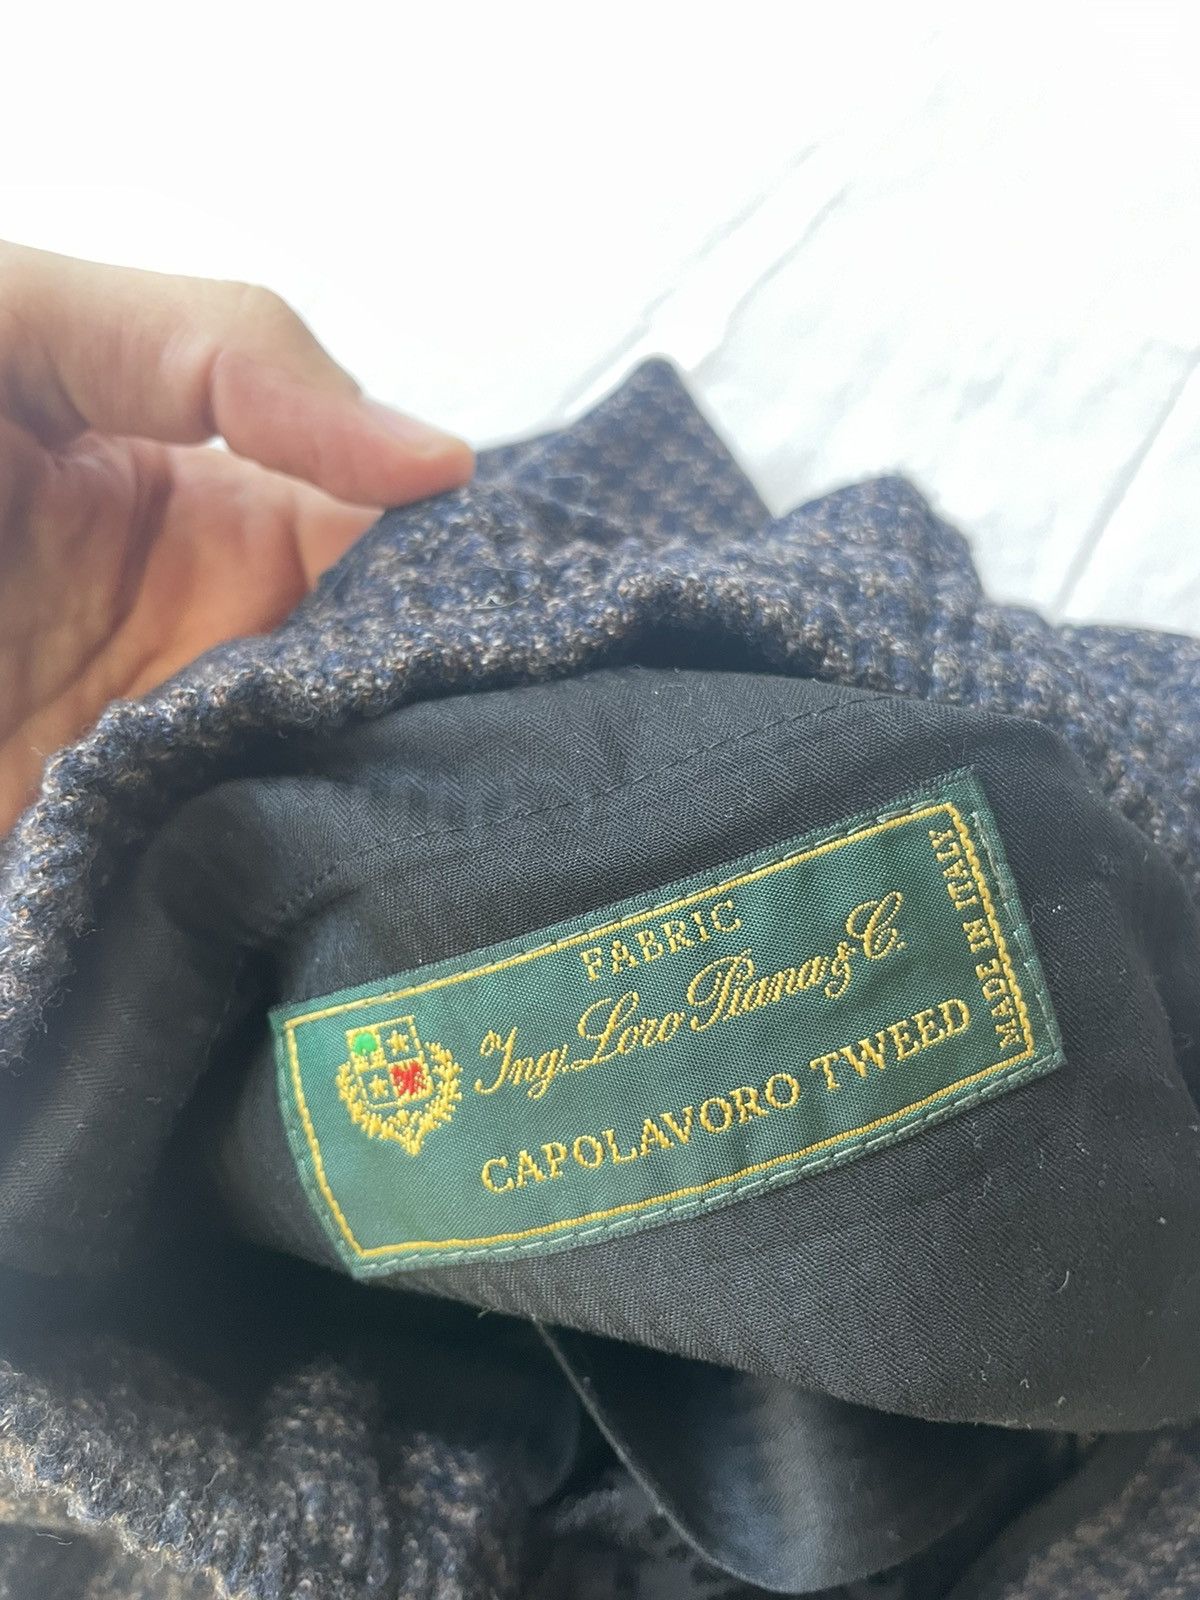 FABRIC
Ing. Loro Piana & C.
CAPOLAVORO TWEED
MADE IN ITALY